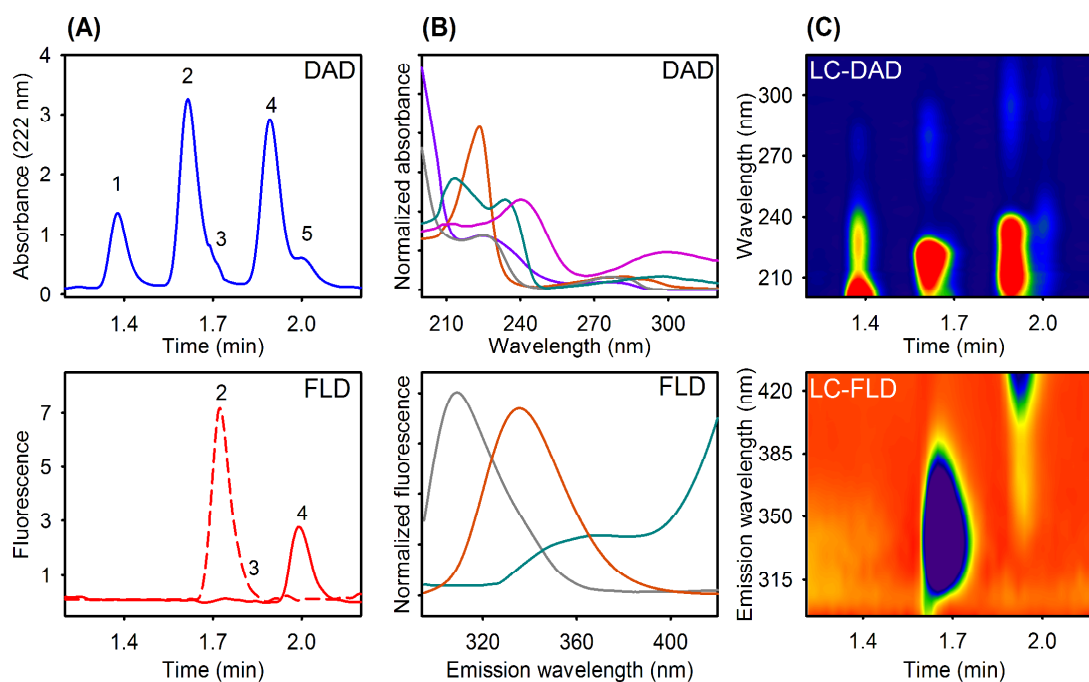 (A)
DAD
4
3
2
1
0
1
2
3
4
5
1.4 1.7 2.0
Absorbance (222 nm)
Time (min)
(B)
DAD
Normalized absorbance
210 240 270 300
Wavelength (nm)
(C)
LC-DAD
300
270
240
210
Wavelength (nm)
1.4 1.7 2.0
Time (min)
FLD
7
5
3
1
2
3
4
Fluorescence
1.4 1.7 2.0
Time (min)
FLD
Normalized fluorescence
320 360 400
Emission wavelength (nm)
LC-FLD
420
385
350
315
Emission wavelength (nm)
1.4 1.7 2.0
Time (min)